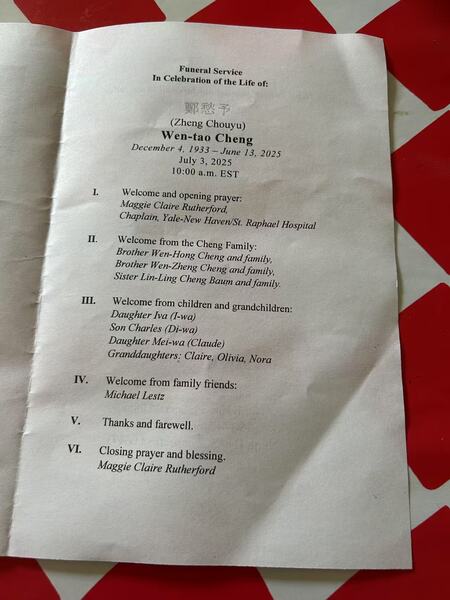 Funeral Service
In Celebration of the Life of:
鄭愁予
(Zheng Chouyu)
Wen-tao Cheng
December 4, 1933 – June 13, 2025
July 3, 2025
10:00 a.m. EST
I. Welcome and opening prayer:
Maggie Claire Rutherford,
Chaplain, Yale-New Haven/St. Raphael Hospital
II. Welcome from the Cheng Family:
Brother Wen-Hong Cheng and family,
Brother Wen-Zheng Cheng and family,
Sister Lin-Ling Cheng Baum and family.
III. Welcome from children and grandchildren:
Daughter Iva (I-wa)
Son Charles (Di-wa)
Daughter Mei-wa (Claude)
Granddaughters: Claire, Olivia, Nora
IV. Welcome from family friends:
Michael Lestz
V. Thanks and farewell.
VI. Closing prayer and blessing.
Maggie Claire Rutherford